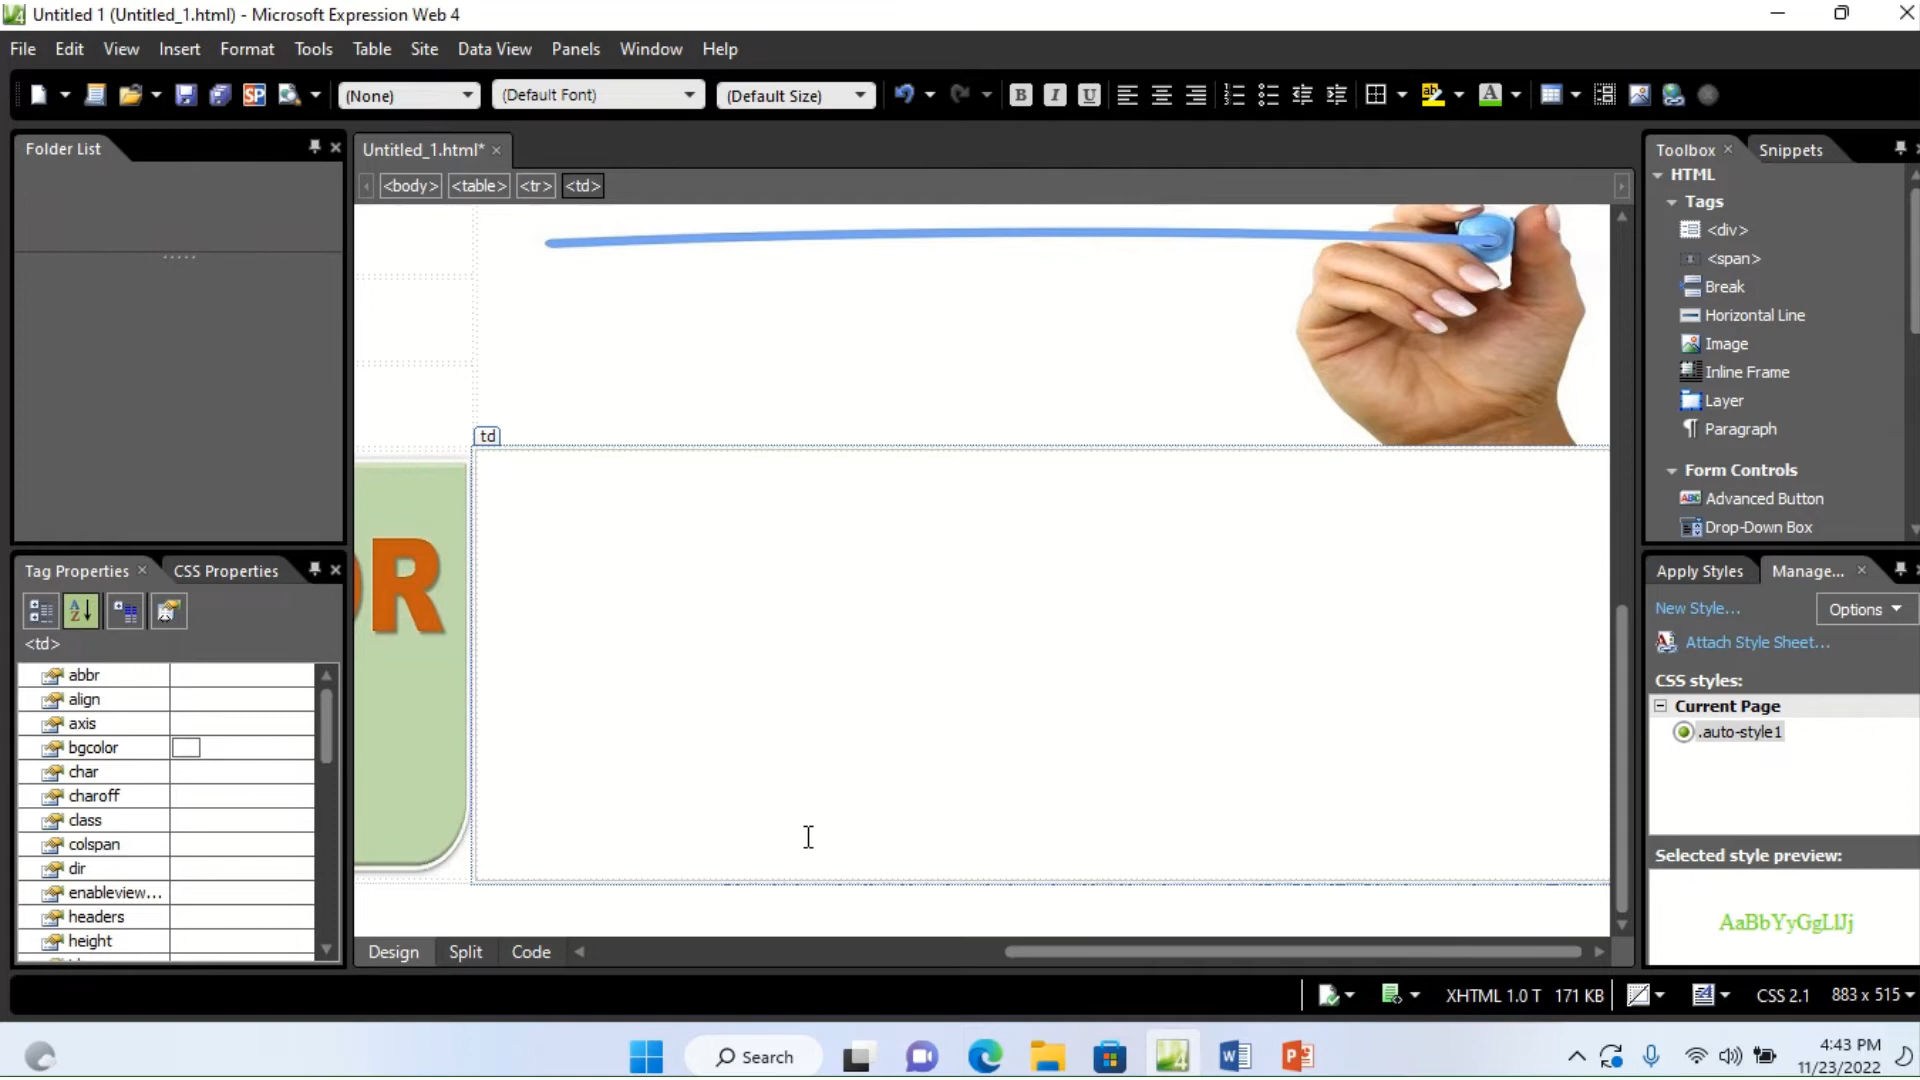 Untitled 1 (Untitled_1.html) - Microsoft Expression Web 4
File Edit View Insert Format Tools Table Site Data View Panels Window Help
SP (None) (Default Font) (Default Size) B I U ab A
Folder List
Untitled_1.html*
<body> <table> <tr> <td>
td
OR
Tag Properties CSS Properties
<td>
abbr
align
axis
bgcolor
char
charoff
class
colspan
dir
enableview...
headers
height
Design Split Code
Toolbox Snippets
HTML
Tags
<div>
<span>
Break
Horizontal Line
Image
Inline Frame
Layer
Paragraph
Form Controls
Advanced Button
Drop-Down Box
Apply Styles Manage...
New Style... Options
Attach Style Sheet...
CSS styles:
Current Page
.auto-style1
Selected style preview:
AaBbYyGgLlJj
XHTML 1.0 T 171 KB CSS 2.1 883 x 515
Search
4:43 PM
11/23/2022